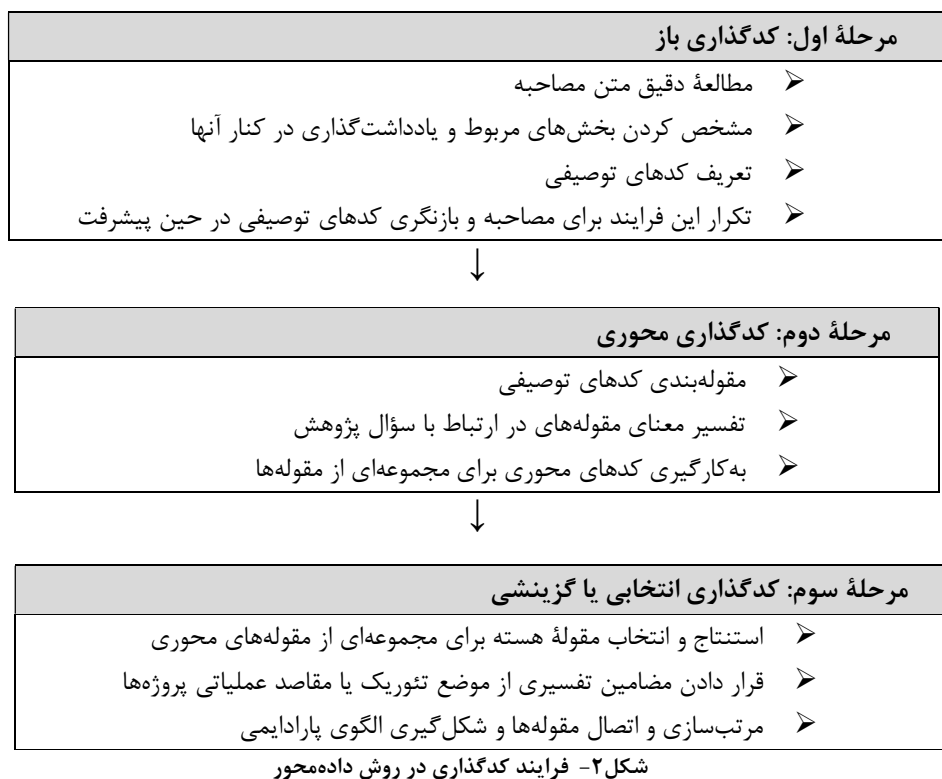 مرحلهٔ اول: کدگذاری باز
➢ مطالعهٔ دقیق متن مصاحبه
➢ مشخص کردن بخش‌های مربوط و یادداشت‌گذاری در کنار آنها
➢ تعریف کدهای توصیفی
➢ تکرار این فرایند برای مصاحبه و بازنگری کدهای توصیفی در حین پیشرفت
↓
مرحلهٔ دوم: کدگذاری محوری
➢ مقوله‌بندی کدهای توصیفی
➢ تفسیر معنای مقوله‌های در ارتباط با سؤال پژوهش
➢ به‌کارگیری کدهای محوری برای مجموعه‌ای از مقوله‌ها
↓
مرحلهٔ سوم: کدگذاری انتخابی یا گزینشی
➢ استنتاج و انتخاب مقولهٔ هسته برای مجموعه‌ای از مقوله‌های محوری
➢ قرار دادن مضامین تفسیری از موضع تئوریک یا مقاصد عملیاتی پروژه‌ها
➢ مرتب‌سازی و اتصال مقوله‌ها و شکل‌گیری الگوی پارادایمی
شکل۲- فرایند کدگذاری در روش داده‌محور